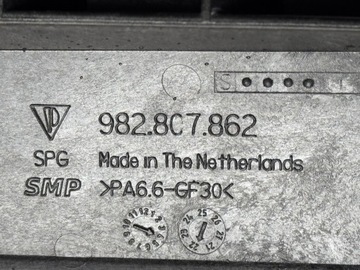 S
982.8C7.862
SPG Made in The Netherlands
SMP >PA6.6-GF30<